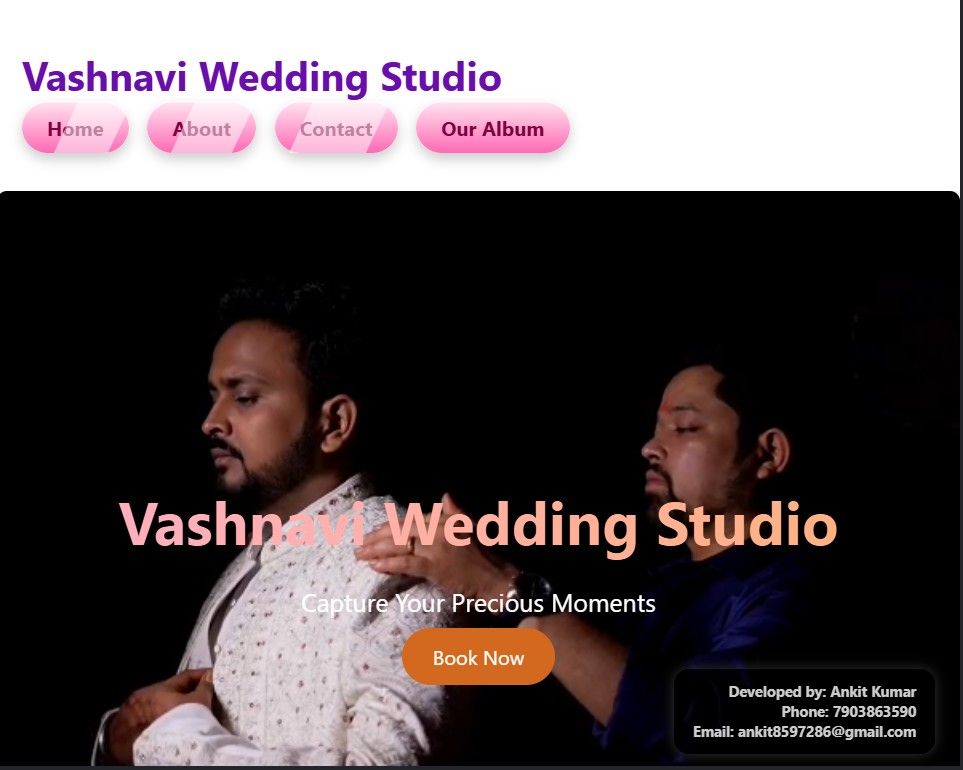 Vashnavi Wedding Studio
Home About Contact Our Album
Vashnavi Wedding Studio
Capture Your Precious Moments
Book Now
Developed by: Ankit Kumar
Phone: 7903863590
Email: ankit8597286@gmail.com